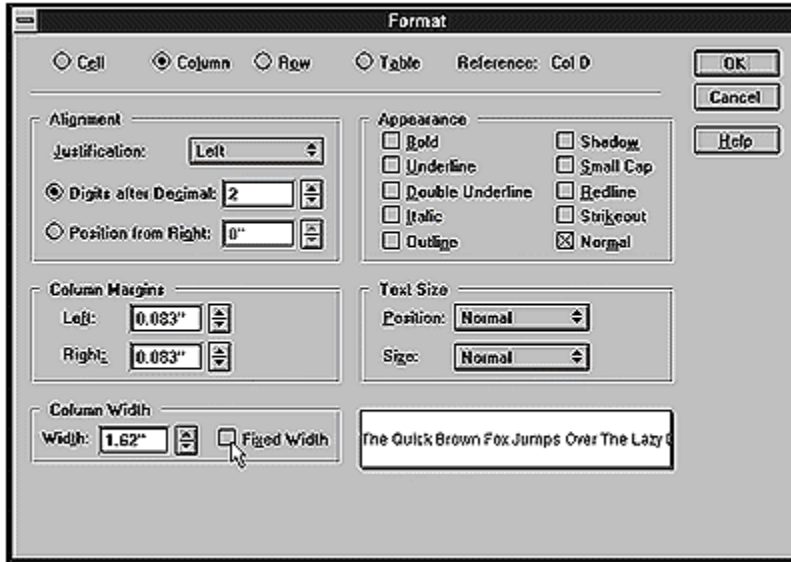 Format
Cell Column Row Table Reference: Col D OK
Cancel
Help
Alignment
Justification: Left
Digits after Decimal: 2
Position from Right: 0"
Appearance
Bold Shadow
Underline Small Cap
Double Underline Redline
Italic Strikeout
Outline Normal
Column Margins
Left: 0.083"
Right: 0.083"
Text Size
Position: Normal
Size: Normal
Column Width
Width: 1.62" Fixed Width
The Quick Brown Fox Jumps Over The Lazy